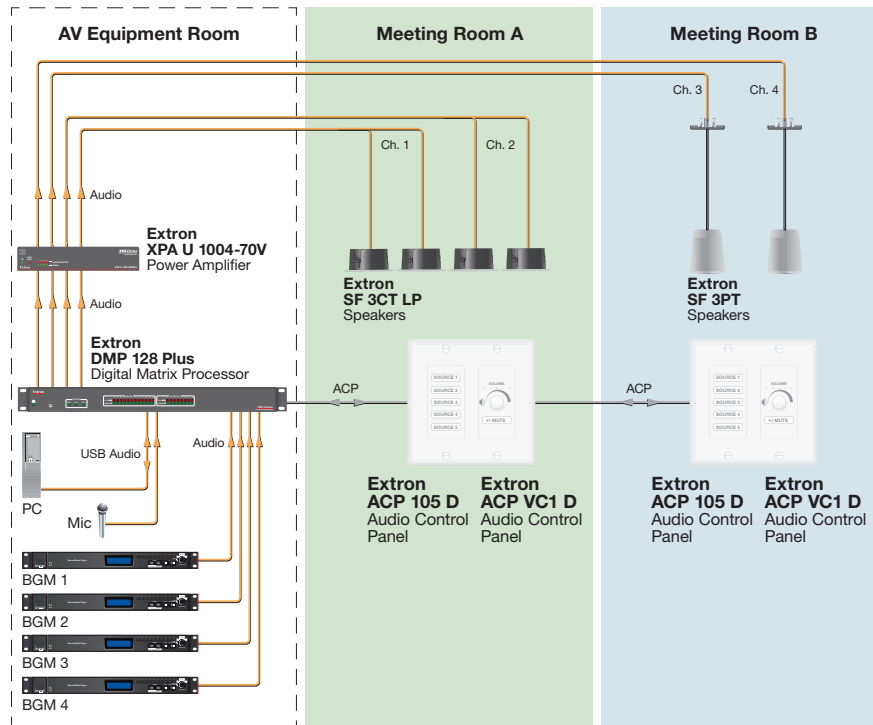 AV Equipment Room
Meeting Room A
Meeting Room B
Ch. 3
Ch. 4
Ch. 1
Ch. 2
Audio
Extron
XPA U 1004-70V
Power Amplifier
Extron
SF 3CT LP
Speakers
Extron
SF 3PT
Speakers
Audio
Extron
DMP 128 Plus
Digital Matrix Processor
ACP
SOURCE 1
SOURCE 2
SOURCE 3
SOURCE 4
SOURCE 5
VOLUME
MUTE
ACP
SOURCE 1
SOURCE 2
SOURCE 3
SOURCE 4
SOURCE 5
VOLUME
MUTE
USB Audio
Audio
PC
Mic
Extron
ACP 105 D
Audio Control
Panel
Extron
ACP VC1 D
Audio Control
Panel
Extron
ACP 105 D
Audio Control
Panel
Extron
ACP VC1 D
Audio Control
Panel
BGM 1
BGM 2
BGM 3
BGM 4